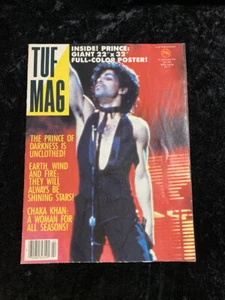 INSIDE! PRINCE:
GIANT 22" x 32"
FULL-COLOR POSTER!
TUF
MAG
THE PRINCE OF
DARKNESS IS
UNCLOTHED!
EARTH, WIND
AND FIRE: THEY
WILL ALWAYS
BE SHINING STARS!
CHAKA KHAN:
A WOMAN FOR
ALL SEASONS!